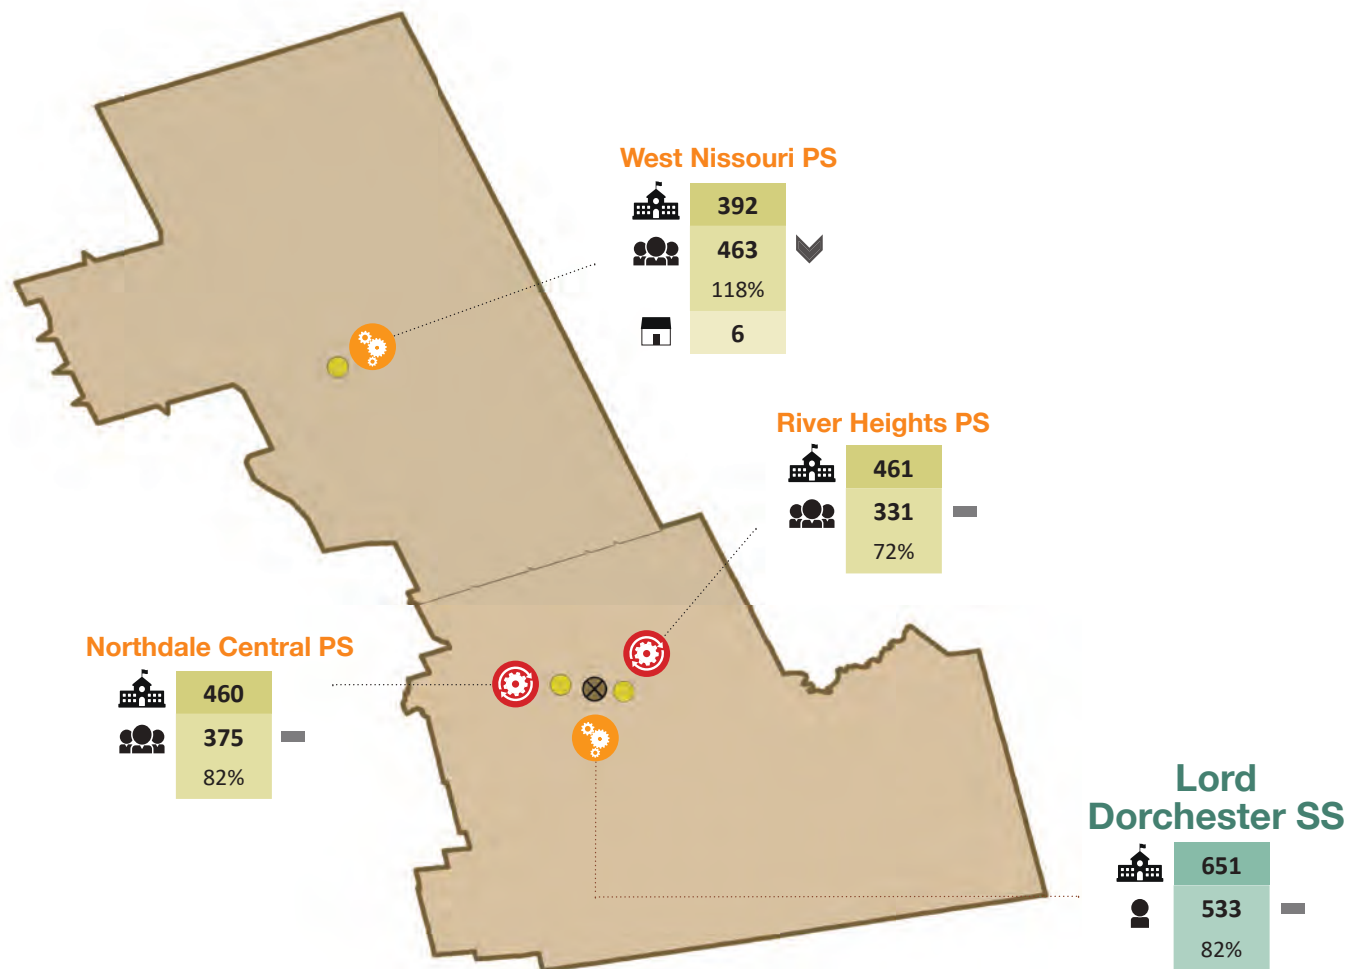 West Nissouri PS
392
463
118%
6
River Heights PS
461
331
72%
Northdale Central PS
460
375
82%
Lord
Dorchester SS
651
533
82%